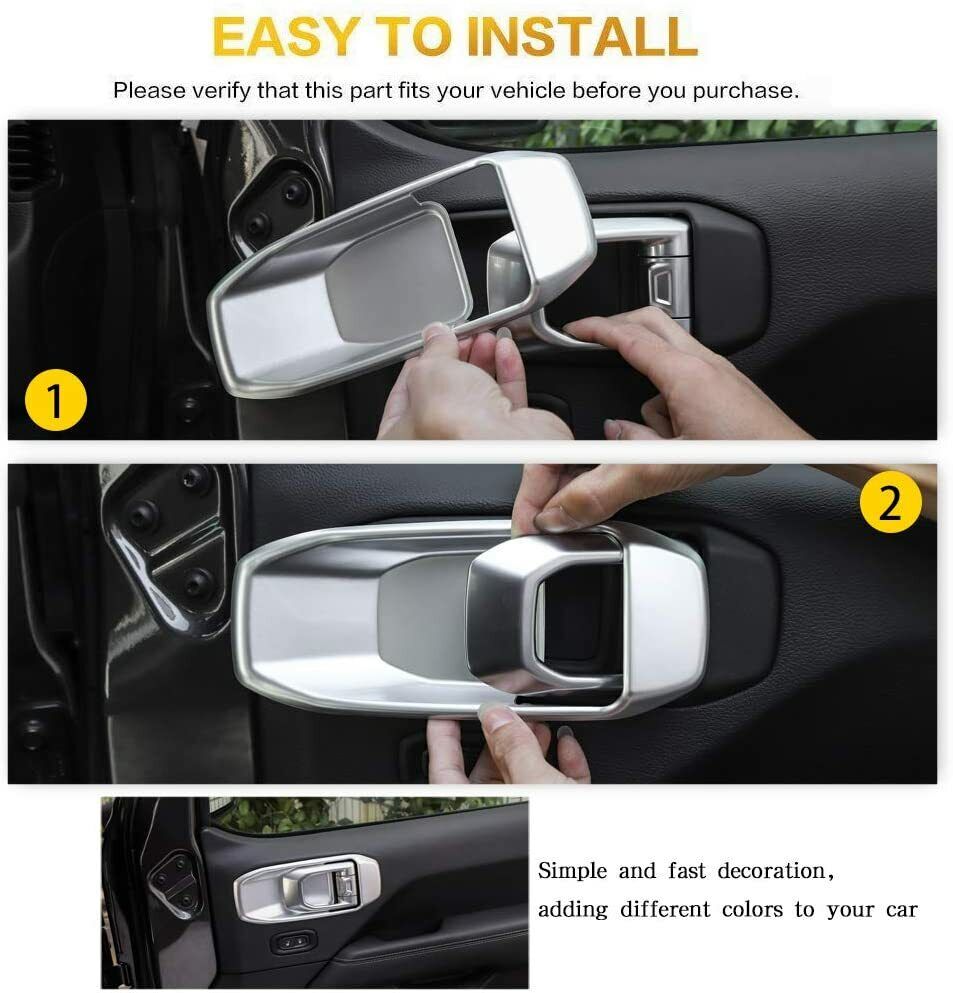 EASY TO INSTALL
Please verify that this part fits your vehicle before you purchase.
1
2
Simple and fast decoration,
adding different colors to your car